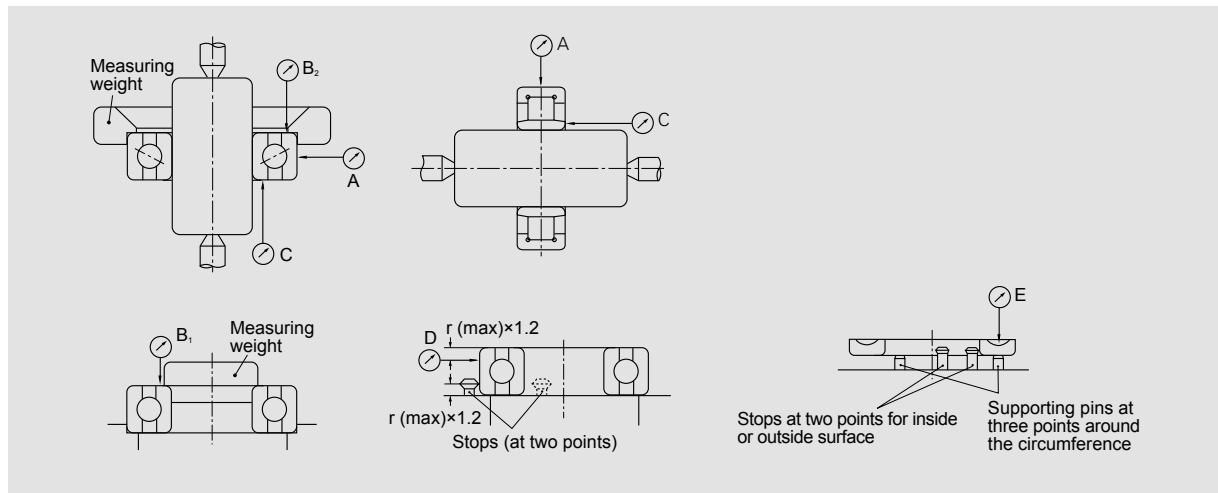 Measuring
weight
B₂
A
C
A
C
B₁
Measuring
weight
D
r (max)×1.2
r (max)×1.2
Stops (at two points)
E
Stops at two points for inside
or outside surface
Supporting pins at
three points around
the circumference